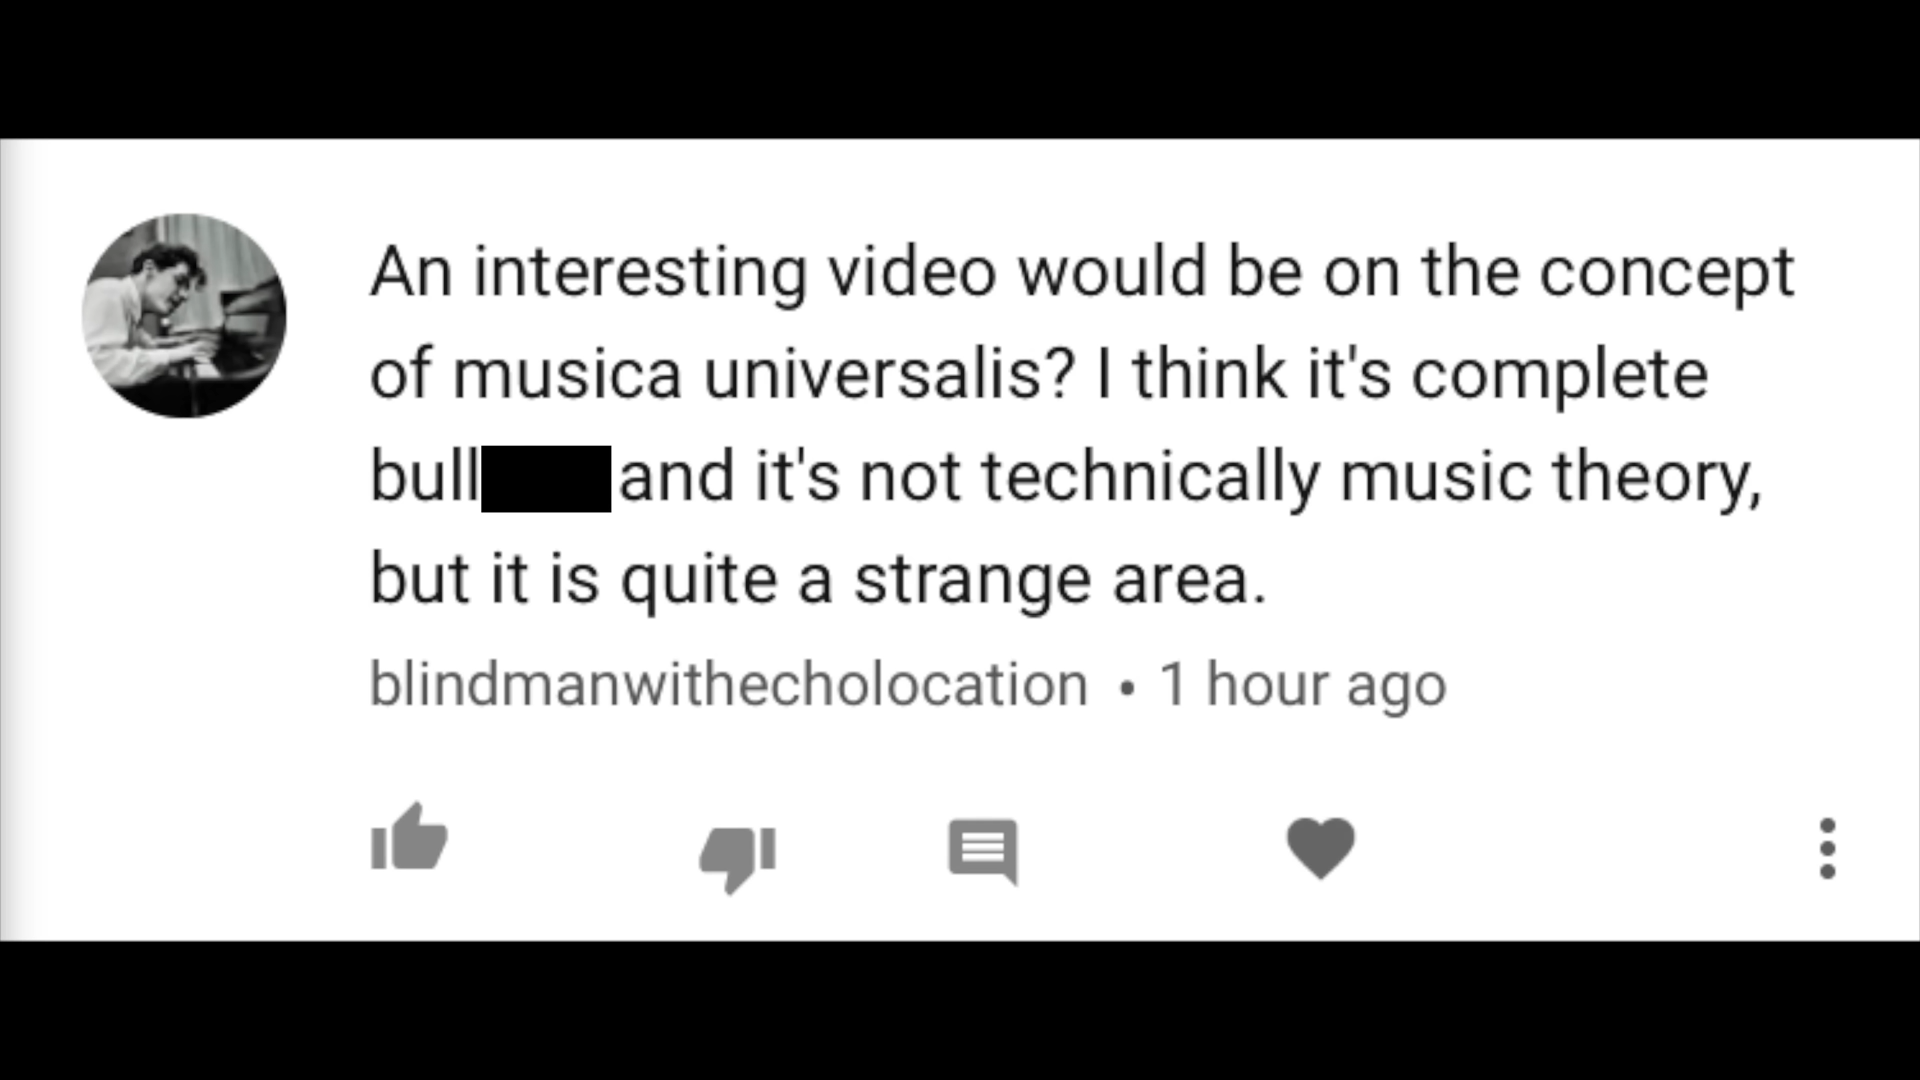 An interesting video would be on the concept
of musica universalis? I think it's complete
bull and it's not technically music theory,
but it is quite a strange area.
blindmanwithecholocation • 1 hour ago